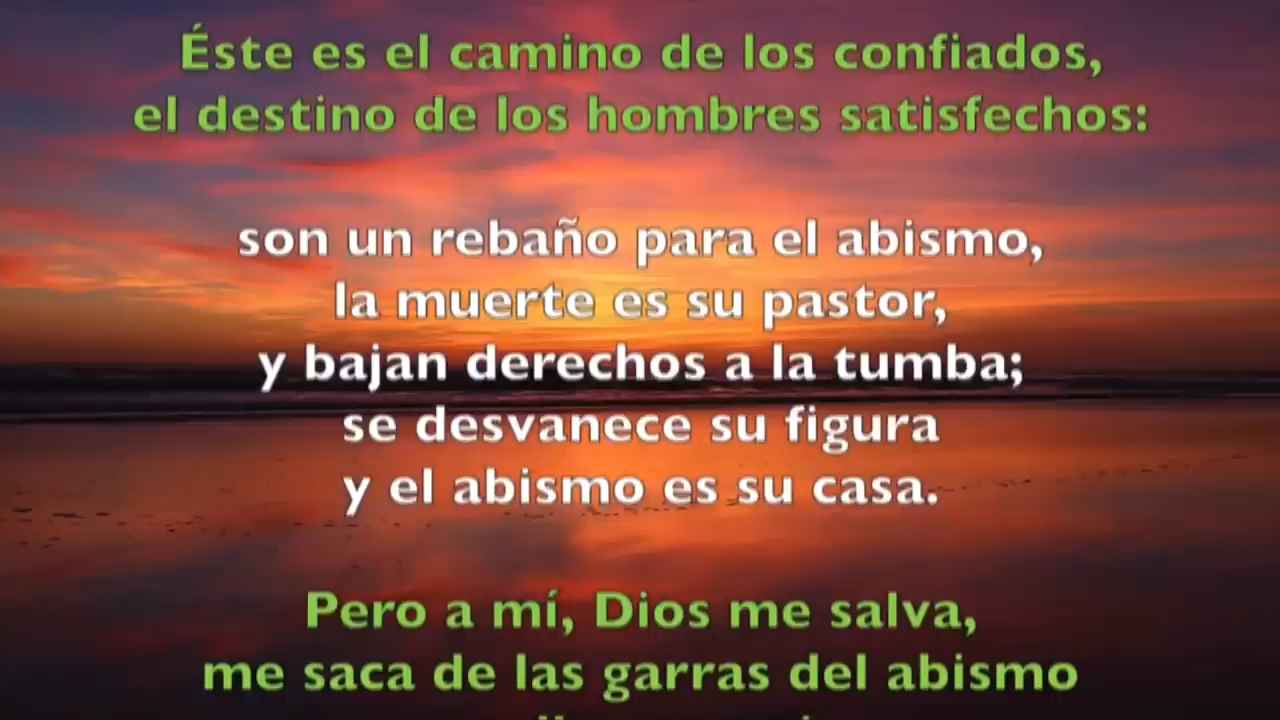 Éste es el camino de los confiados,
el destino de los hombres satisfechos:
son un rebaño para el abismo,
la muerte es su pastor,
y bajan derechos a la tumba;
se desvanece su figura
y el abismo es su casa.
Pero a mí, Dios me salva,
me saca de las garras del abismo